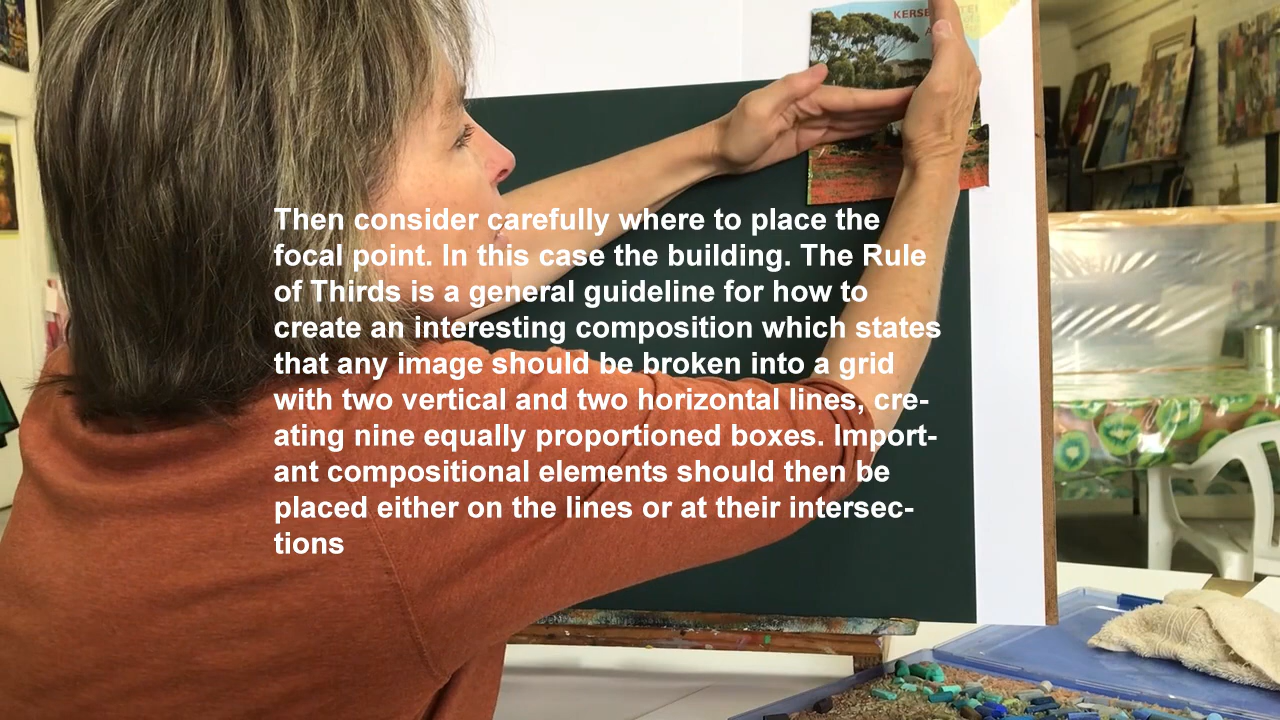 KERSE
Then consider carefully where to place the
focal point. In this case the building. The Rule
of Thirds is a general guideline for how to
create an interesting composition which states
that any image should be broken into a grid
with two vertical and two horizontal lines, cre-
ating nine equally proportioned boxes. Import-
ant compositional elements should then be
placed either on the lines or at their intersec-
tions